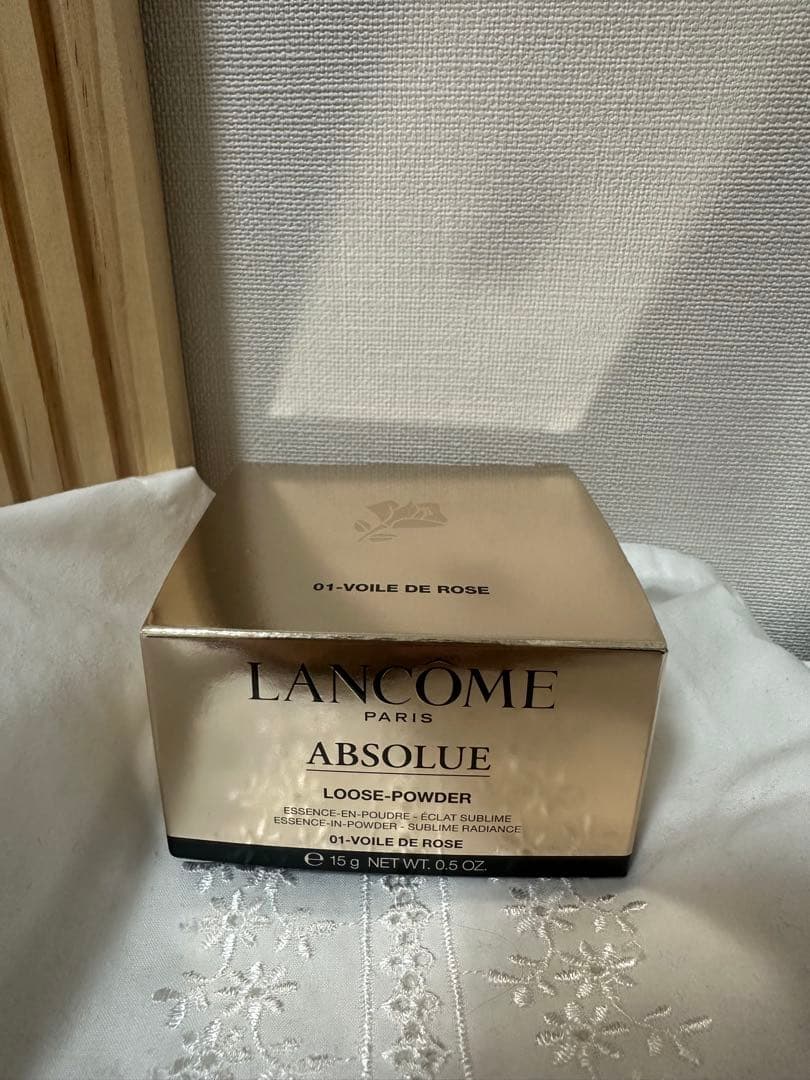 01-VOILE DE ROSE
LANCÔME
PARIS
ABSOLUE
LOOSE-POWDER
ESSENCE-EN-POUDRE - ÉCLAT SUBLIME
ESSENCE-IN-POWDER - SUBLIME RADIANCE
01-VOILE DE ROSE
℮ 15 g NET WT. 0.5 OZ.